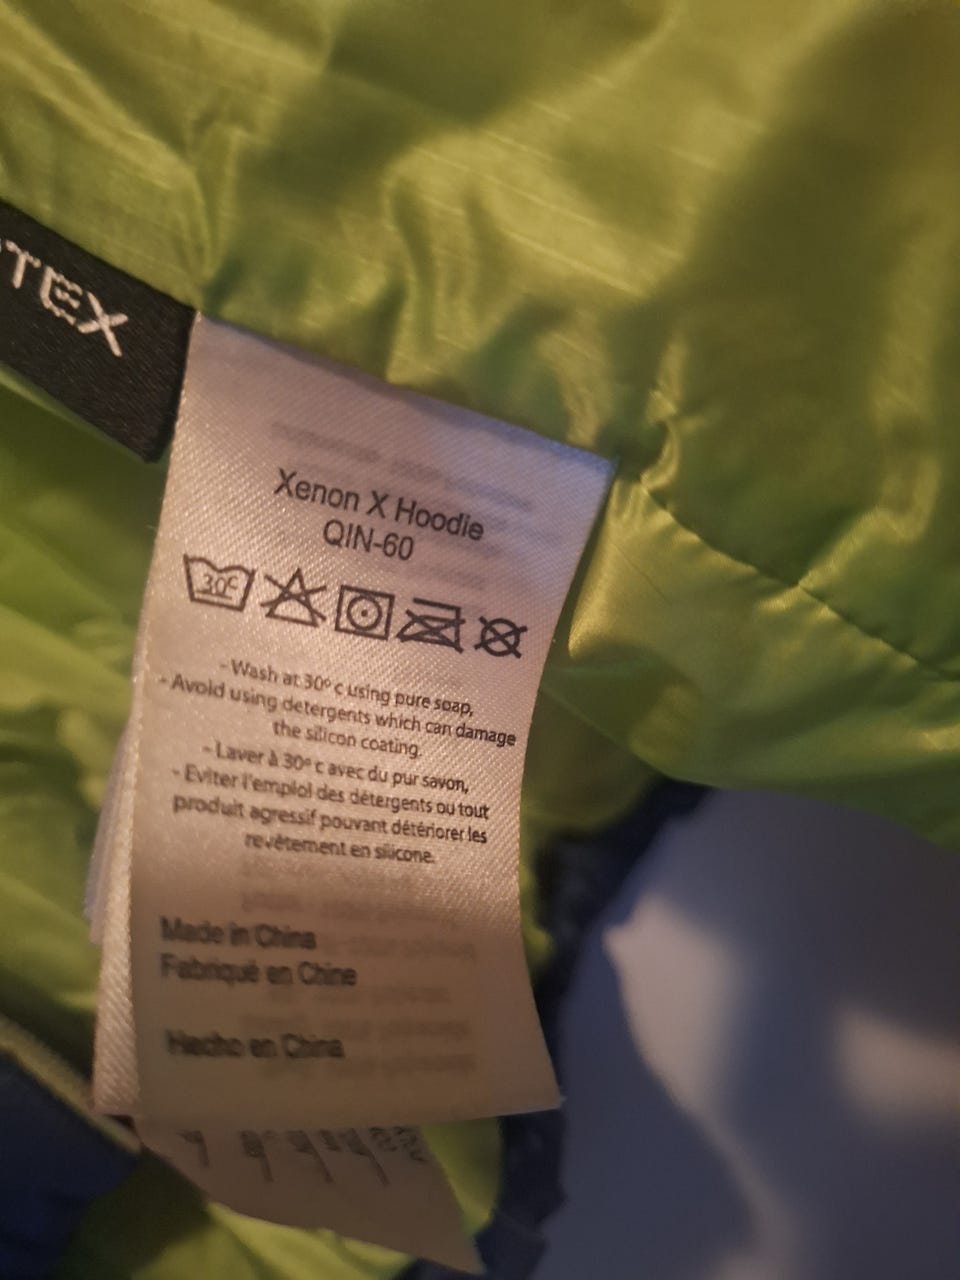 TEX
Xenon X Hoodie
QIN-60
30c
- Wash at 30° c using pure soap,
- Avoid using detergents which can damage
the silicon coating.
- Laver à 30° c avec du pur savon,
- Eviter l'emploi des détergents ou tout
produit agressif pouvant détériorer les
revêtement en silicone.
Made in China
Fabriqué en Chine
Hecho en China